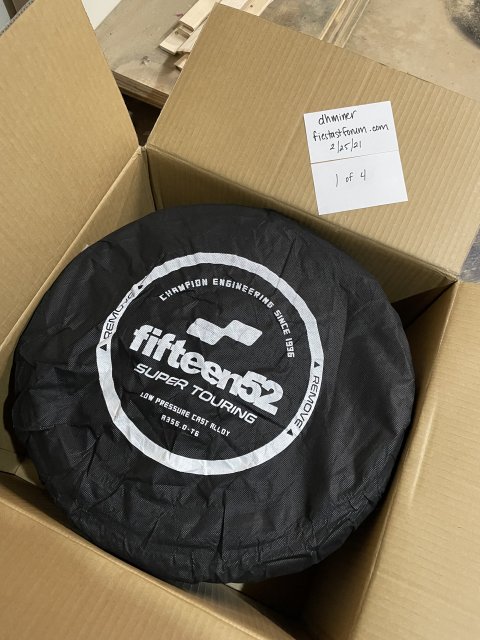 dhminer
fiestastforum.com
2/25/21
1 of 4
CHAMPION ENGINEERING SINCE 1996
REMOVE
fifteen52
SUPER TOURING
REMOVE
LOW PRESSURE CAST ALLOY
A356.0-T6